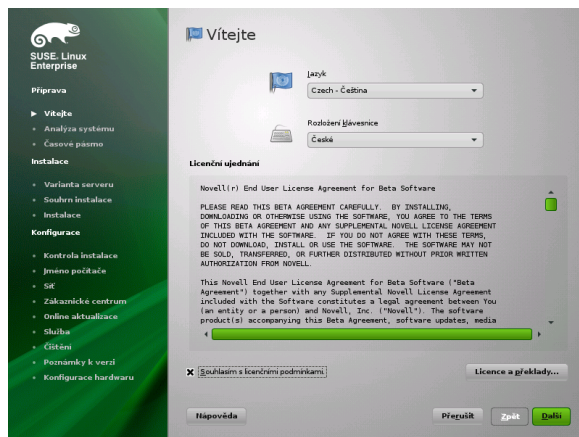 SUSE® Linux
Enterprise
Příprava
Vítejte
Analýza systému
Časové pásmo
Instalace
Varianta serveru
Souhrn instalace
Instalace
Konfigurace
Kontrola instalace
Jméno počítače
Síť
Zákaznické centrum
Online aktualizace
Služba
Čištění
Poznámky k verzi
Konfigurace hardwaru
Vítejte
Jazyk
Czech - Čeština
Rozložení klávesnice
České
Licenční ujednání
Novell(r) End User License Agreement for Beta Software
PLEASE READ THIS BETA AGREEMENT CAREFULLY. BY INSTALLING,
DOWNLOADING OR OTHERWISE USING THE SOFTWARE, YOU AGREE TO THE TERMS
OF THIS BETA AGREEMENT AND ANY SUPPLEMENTAL NOVELL LICENSE AGREEMENT
INCLUDED WITH THE SOFTWARE. IF YOU DO NOT AGREE WITH THESE TERMS,
DO NOT DOWNLOAD, INSTALL OR USE THE SOFTWARE. THE SOFTWARE MAY NOT
BE SOLD, TRANSFERRED, OR FURTHER DISTRIBUTED WITHOUT PRIOR WRITTEN
AUTHORIZATION FROM NOVELL.
This Novell End User License Agreement for Beta Software ("Beta
Agreement") together with any Supplemental Novell License Agreement
included with the Software constitutes a legal agreement between You
(an entity or a person) and Novell, Inc. ("Novell"). The software
product(s) accompanying this Beta Agreement, software updates, media
Souhlasím s licenčními podmínkami.
Licence a překlady...
Nápověda
Přerušit
Zpět
Další